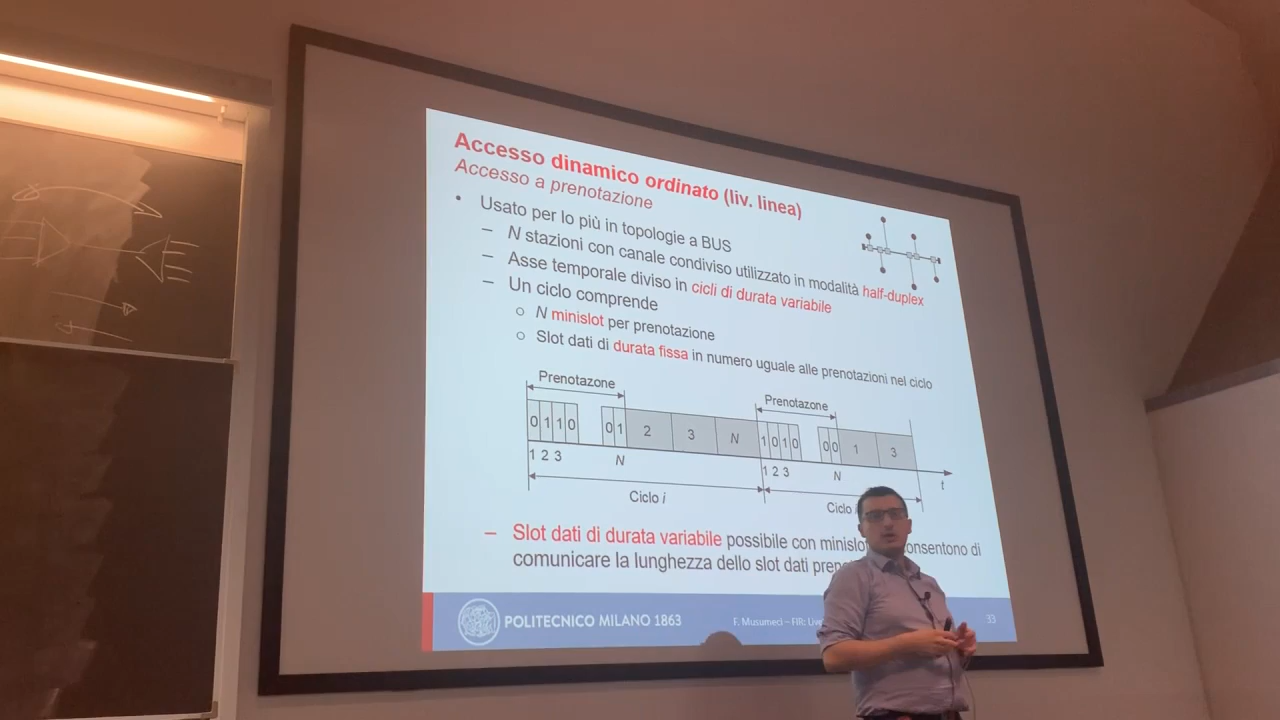 Accesso dinamico ordinato (liv. linea)
Accesso a prenotazione
• Usato per lo più in topologie a BUS
– N stazioni con canale condiviso utilizzato in modalità half-duplex
– Asse temporale diviso in cicli di durata variabile
– Un ciclo comprende
o N minislot per prenotazione
o Slot dati di durata fissa in numero uguale alle prenotazioni nel ciclo
Prenotazone Prenotazone
0 1 1 0 0 1 2 3 N 1 0 1 0 0 0 1 3
1 2 3 N 1 2 3 N t
Ciclo i Ciclo
– Slot dati di durata variabile possibile con minislot consentono di
comunicare la lunghezza dello slot dati
POLITECNICO MILANO 1863 F. Musumeci – FIR: 33